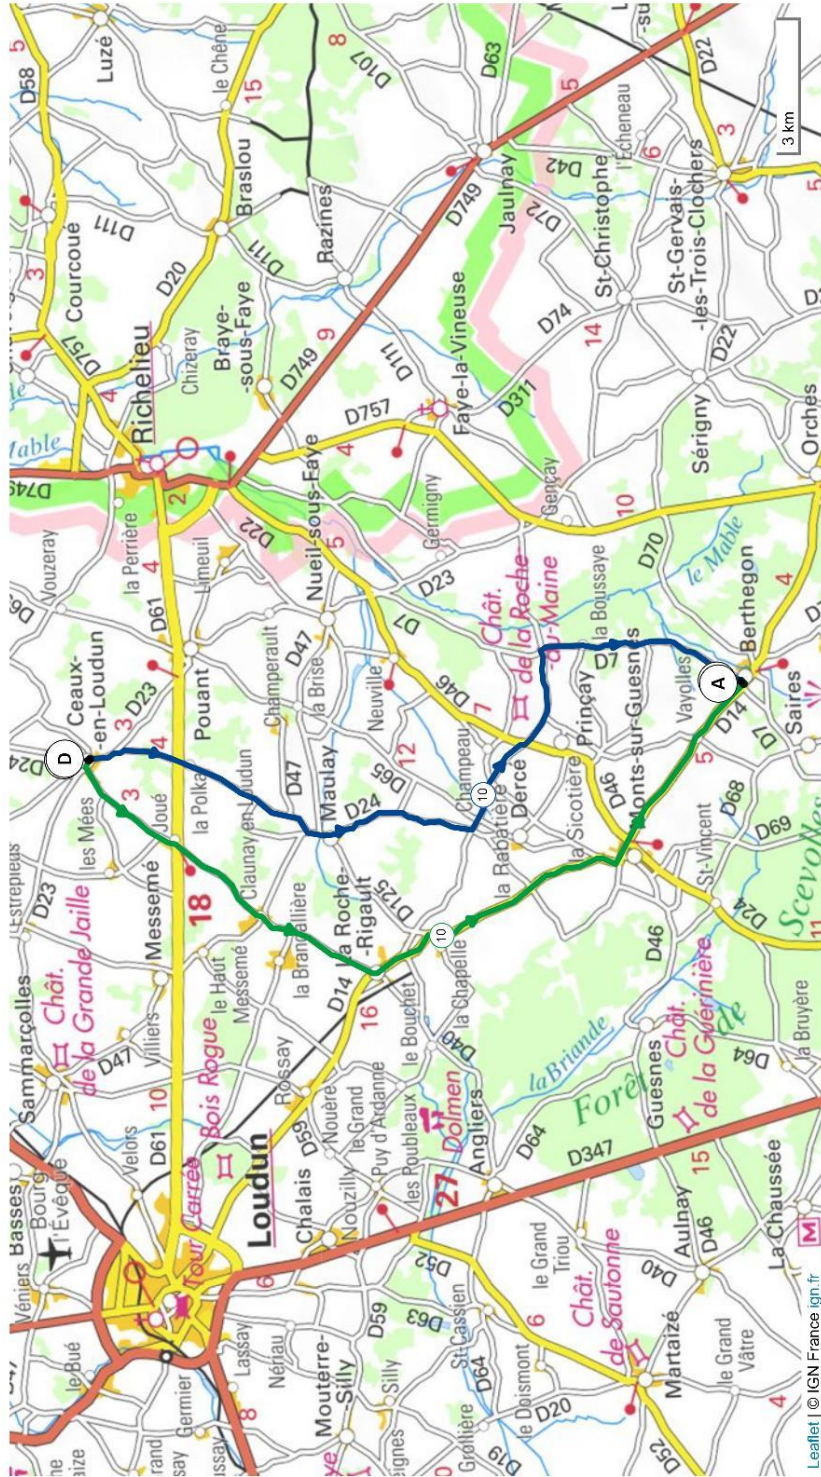 D749
Véniers
Basses
Sammarçolles
D24
Luzé
D58
5
le Bué
Bourg
l'Évêque
D23
Chât.
de la Grande Jaille
les Mées
D
Ceaux
-en-Loudun
Vouzeray
Courcoué
3
D47
Velors
Villiers
Messemé
Joué
3
3
D23
la Perrière
Mable
D757
4
D111
10
D61
D61
4
4
Richelieu
Chizeray
D20
Germier
Tour Carrée
Bois Rogue
18
la Polka
Pouant
Limeuil
2
Braslou
le Chêne
15
Lassay
8
6
Loudun
le Haut
Messemé
Claunay en Loudun
Champerault
D22
Braye-
-sous-Faye
D111
Nériau
Rossay
D59
la Brandallière
D47
D47
la Brise
Nueil-sous-Faye
5
D749
9
Razines
8
D107
Mouterre-
-Silly
Chalais
Nouère
D14
16
la Roche-
-Rigault
Maulay
D24
Neuville
4
D757
Silly
D59
Nouzilly
le Grand
Puy d'Ardanne
le Bouchet
D125
D65
12
D7
D23
Germigny
D111
Faye-la-Vineuse
D749
D63
D63
D52
les Roubleaux
27
Dolmen
D40
10
la Chapelle
Champeau
D46
7
Jaulnay
St-Cassien
D64
Angliers
10
la Rabatière
Derce
Chât.
de la Roche-
-du-Maine
D311
Grollière
D19
le Doismont
6
D20
le Grand
Triou
D64
la Briande
la Sicotière
Prinçay
Gençay
D74
D72
D42
5
Chât.
de Sautonne
Forêt
de
Scevolles
D46
Monts-sur-Guesnes
D7
la Boussaye
14
St-Christophe
l'Écheneau
6
Martaizé
D52
D40
D347
Guesnes
D46
10
D70
St-Gervais-
-les-Trois-Clochers
D22
3
Aulnay
D46
15
Chât.
de la Guérinière
St-Vincent
5
Vayolles
le Mable
Sérigny
D22
le Grand
Vâtre
D64
D24
D68
D14
A
Berthegon
4
La Chaussée
la Bruyère
D69
D7
Saires
Orches
M
4
11
5
3 km
Leaflet | © IGN France ign.fr